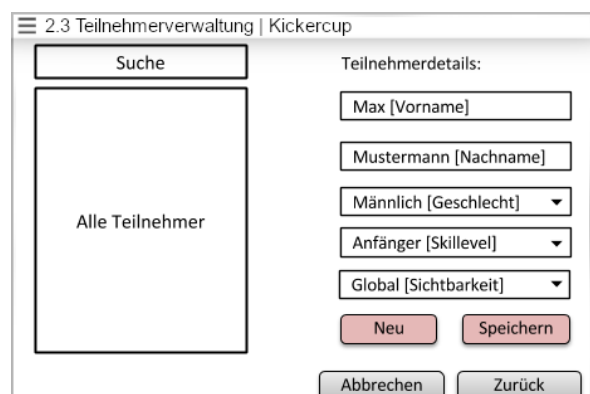 2.3 Teilnehmerverwaltung | Kickercup
Suche
Alle Teilnehmer
Teilnehmerdetails:
Max [Vorname]
Mustermann [Nachname]
Männlich [Geschlecht]
Anfänger [Skillevel]
Global [Sichtbarkeit]
Neu Speichern
Abbrechen Zurück